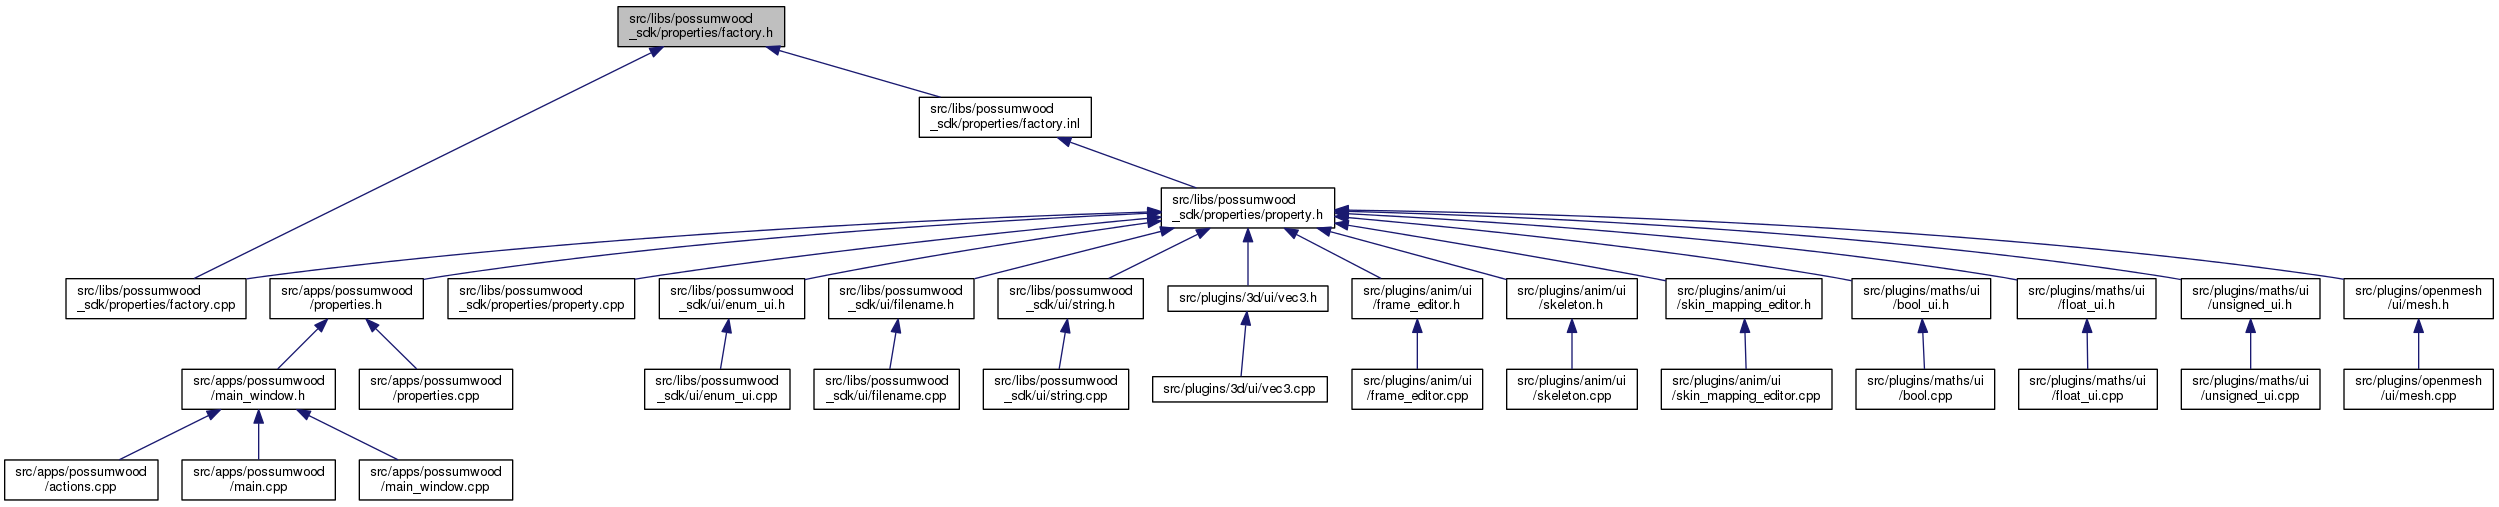 src/libs/possumwood
_sdk/properties/factory.h
src/libs/possumwood
_sdk/properties/factory.inl
src/libs/possumwood
_sdk/properties/property.h
src/libs/possumwood
_sdk/properties/factory.cpp
src/apps/possumwood
/properties.h
src/libs/possumwood
_sdk/properties/property.cpp
src/libs/possumwood
_sdk/ui/enum_ui.h
src/libs/possumwood
_sdk/ui/filename.h
src/libs/possumwood
_sdk/ui/string.h
src/plugins/3d/ui/vec3.h
src/plugins/anim/ui
/frame_editor.h
src/plugins/anim/ui
/skeleton.h
src/plugins/anim/ui
/skin_mapping_editor.h
src/plugins/maths/ui
/bool_ui.h
src/plugins/maths/ui
/float_ui.h
src/plugins/maths/ui
/unsigned_ui.h
src/plugins/openmesh
/ui/mesh.h
src/apps/possumwood
/main_window.h
src/apps/possumwood
/properties.cpp
src/libs/possumwood
_sdk/ui/enum_ui.cpp
src/libs/possumwood
_sdk/ui/filename.cpp
src/libs/possumwood
_sdk/ui/string.cpp
src/plugins/3d/ui/vec3.cpp
src/plugins/anim/ui
/frame_editor.cpp
src/plugins/anim/ui
/skeleton.cpp
src/plugins/anim/ui
/skin_mapping_editor.cpp
src/plugins/maths/ui
/bool.cpp
src/plugins/maths/ui
/float_ui.cpp
src/plugins/maths/ui
/unsigned_ui.cpp
src/plugins/openmesh
/ui/mesh.cpp
src/apps/possumwood
/actions.cpp
src/apps/possumwood
/main.cpp
src/apps/possumwood
/main_window.cpp